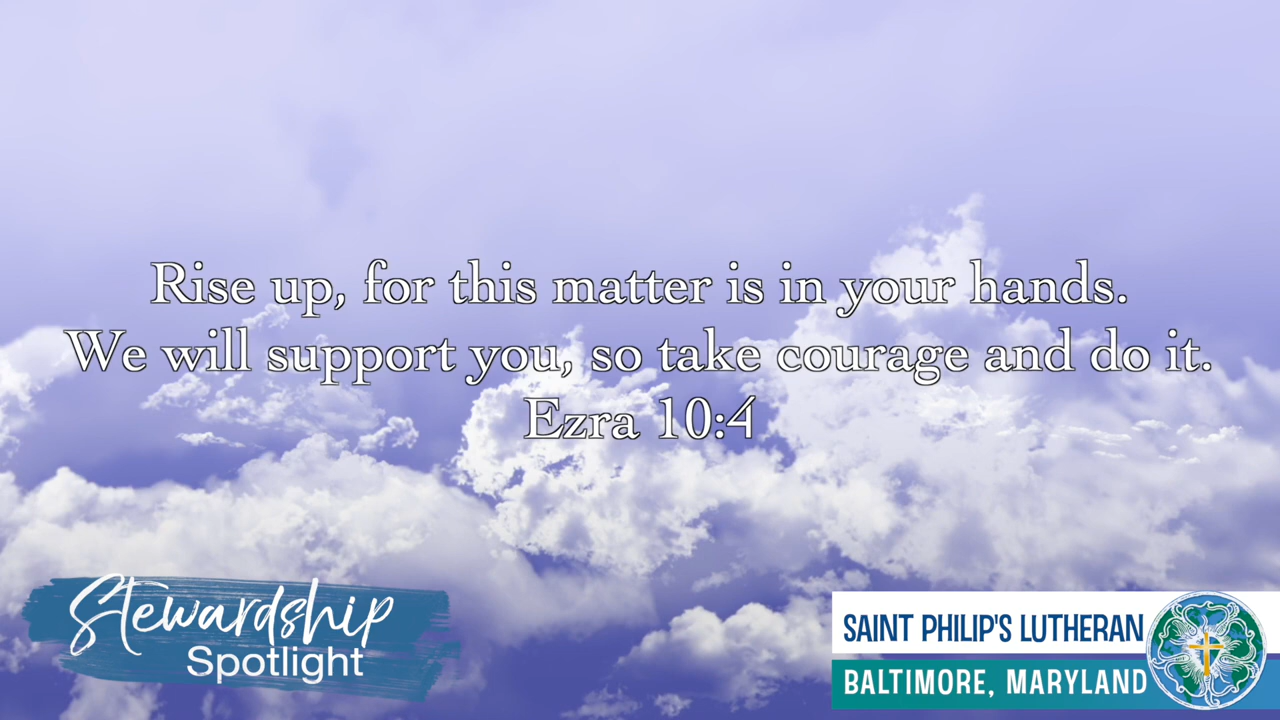 Rise up, for this matter is in your hands.
We will support you, so take courage and do it.
Ezra 10:4
Stewardship
Spotlight
SAINT PHILIP'S LUTHERAN
BALTIMORE, MARYLAND